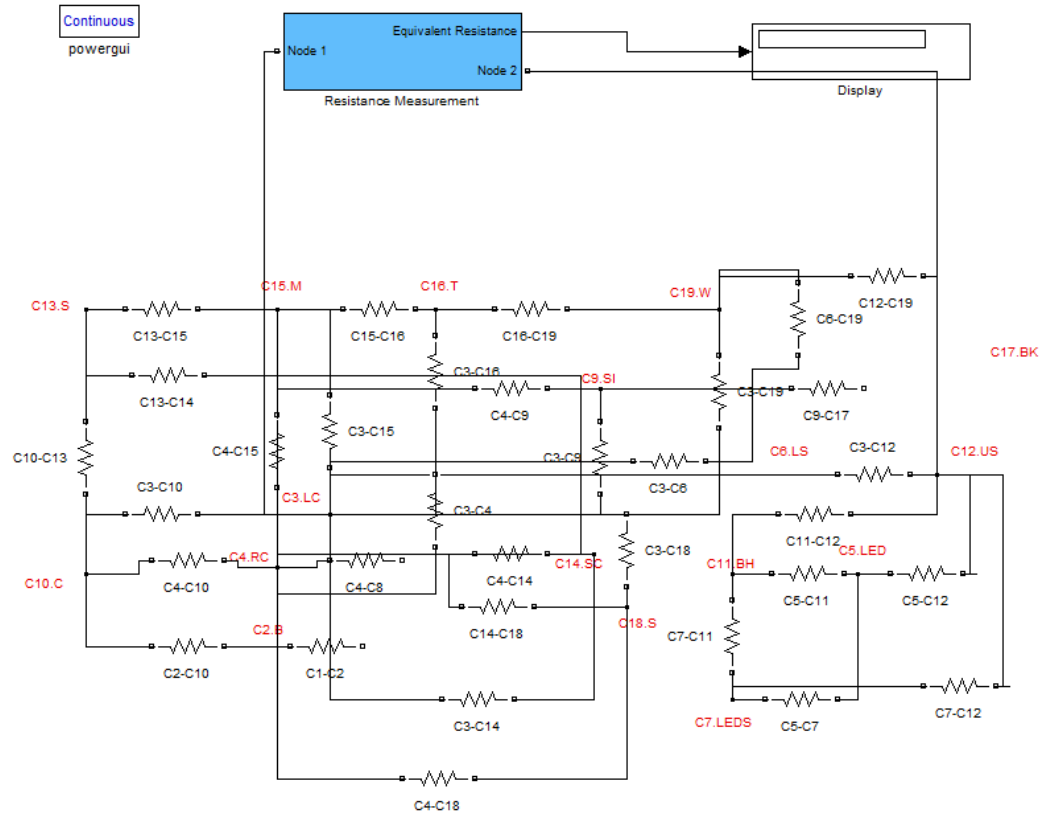 Continuous
powergui
Equivalent Resistance
Node 1
Node 2
Resistance Measurement
Display
C12-C19
C13.S
C15.M
C16.T
C19.W
C6-C19
C13-C15
C15-C16
C16-C19
C17.BK
C3-C16
C9.SI
C13-C14
C3-C19
C4-C9
C9-C17
C3-C15
C4-C15
C10-C13
C3-C9
C6.LS
C3-C12
C12.US
C3-C6
C3-C10
C3.LC
C3-C4
C11-C12
C3-C18
C4.RC
C14.SC
C11.BH
C5.LED
C10.C
C4-C10
C4-C8
C4-C14
C5-C11
C5-C12
C2.B
C14-C18
C18.S
C7-C11
C2-C10
C1-C2
C3-C14
C7.LEDS
C5-C7
C7-C12
C4-C18